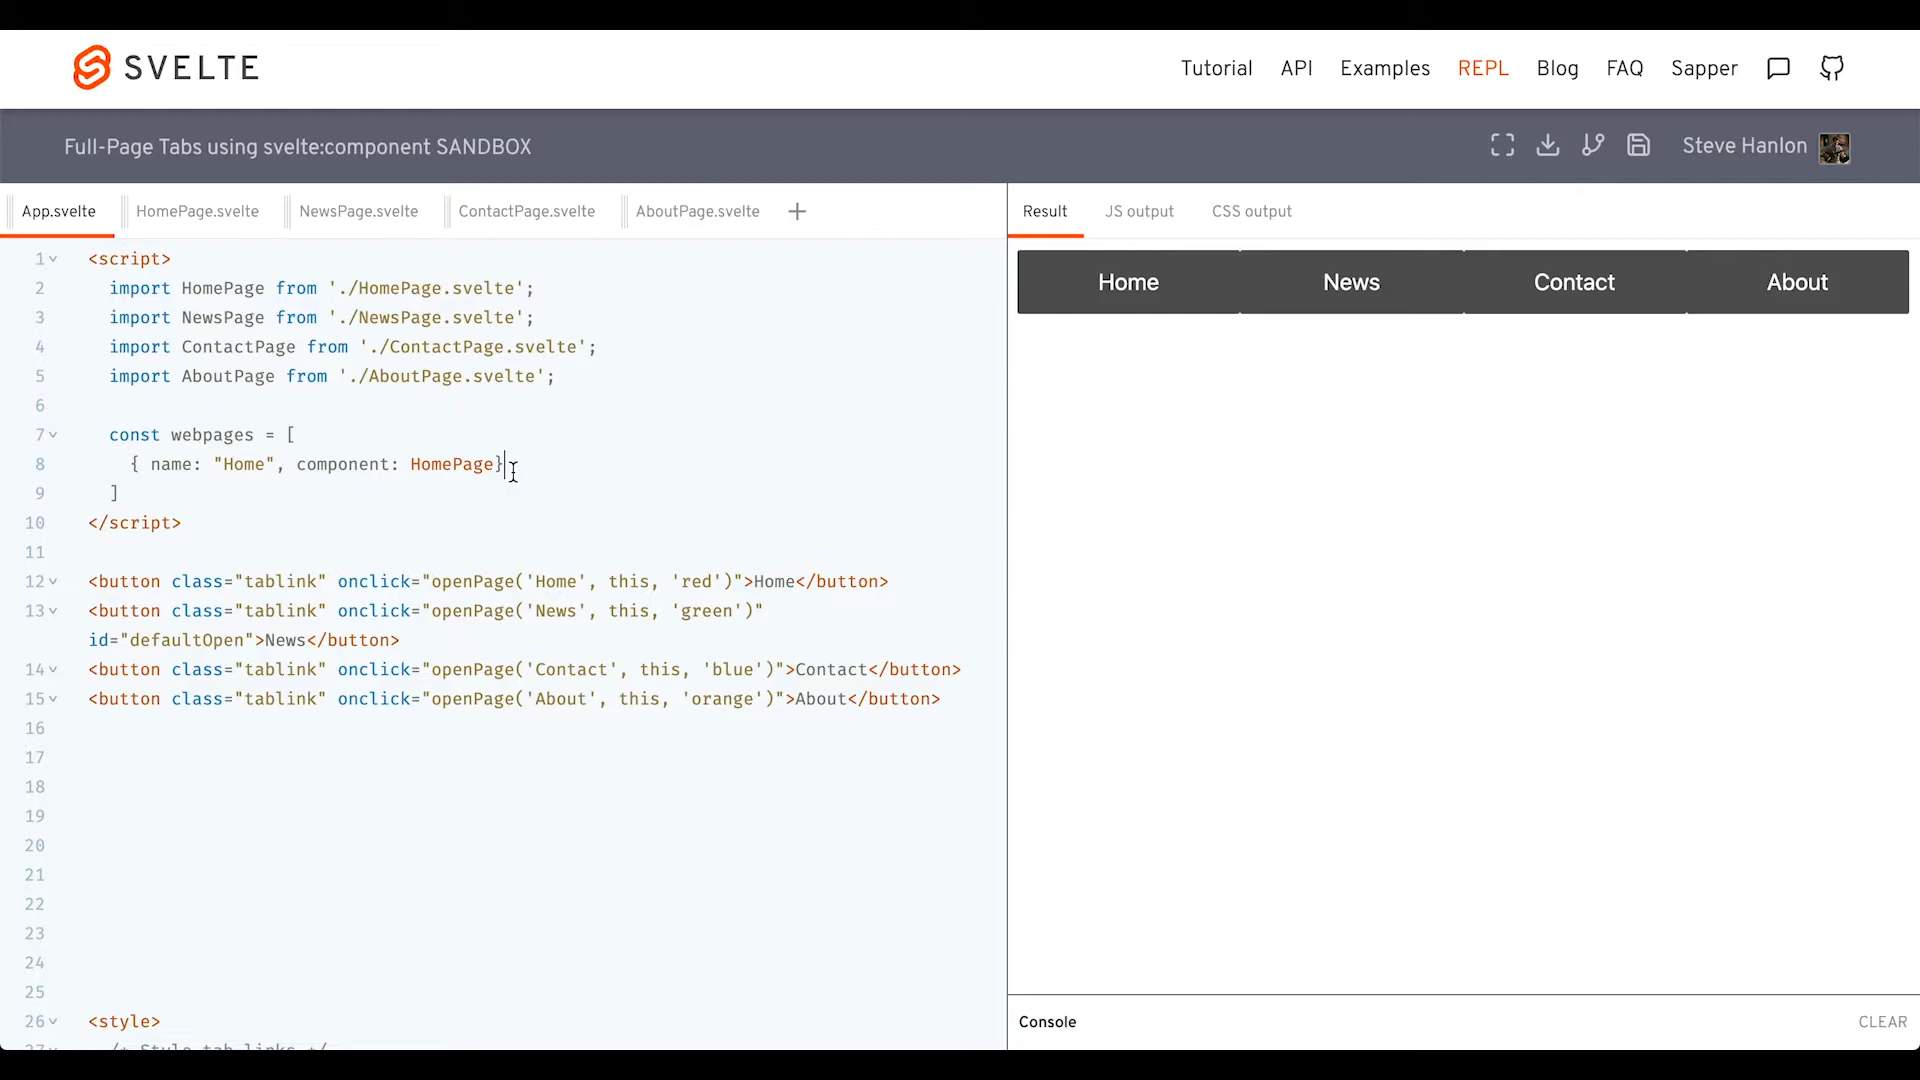 SVELTE
Tutorial API Examples REPL Blog FAQ Sapper
Full-Page Tabs using svelte:component SANDBOX
Steve Hanlon
App.svelte HomePage.svelte NewsPage.svelte ContactPage.svelte AboutPage.svelte +
Result JS output CSS output
1 <script>
2 import HomePage from './HomePage.svelte';
3 import NewsPage from './NewsPage.svelte';
4 import ContactPage from './ContactPage.svelte';
5 import AboutPage from './AboutPage.svelte';
6
7 const webpages = [
8 { name: "Home", component: HomePage}
9 ]
10 </script>
11
12 <button class="tablink" onclick="openPage('Home', this, 'red')">Home</button>
13 <button class="tablink" onclick="openPage('News', this, 'green')"
id="defaultOpen">News</button>
14 <button class="tablink" onclick="openPage('Contact', this, 'blue')">Contact</button>
15 <button class="tablink" onclick="openPage('About', this, 'orange')">About</button>
16
17
18
19
20
21
22
23
24
25
26 <style>
27 /* Style tab links */
Home News Contact About
Console CLEAR